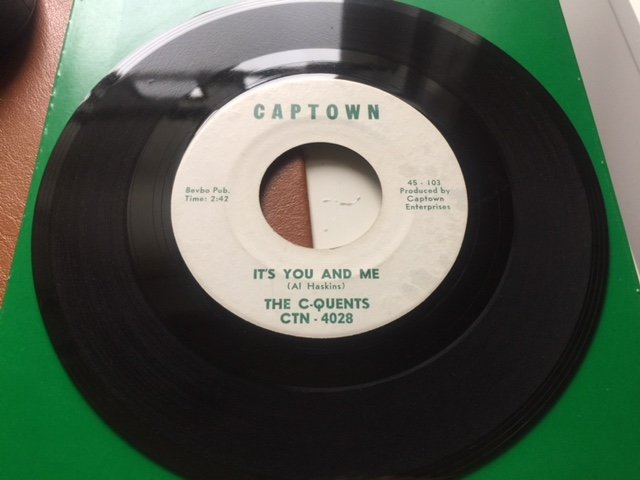 CAPTOWN
Bevbo Pub.
Time: 2:42
45 - 103
Produced by
Captown
Enterprises
IT'S YOU AND ME
(Al Haskins)
THE C-QUENTS
CTN - 4028